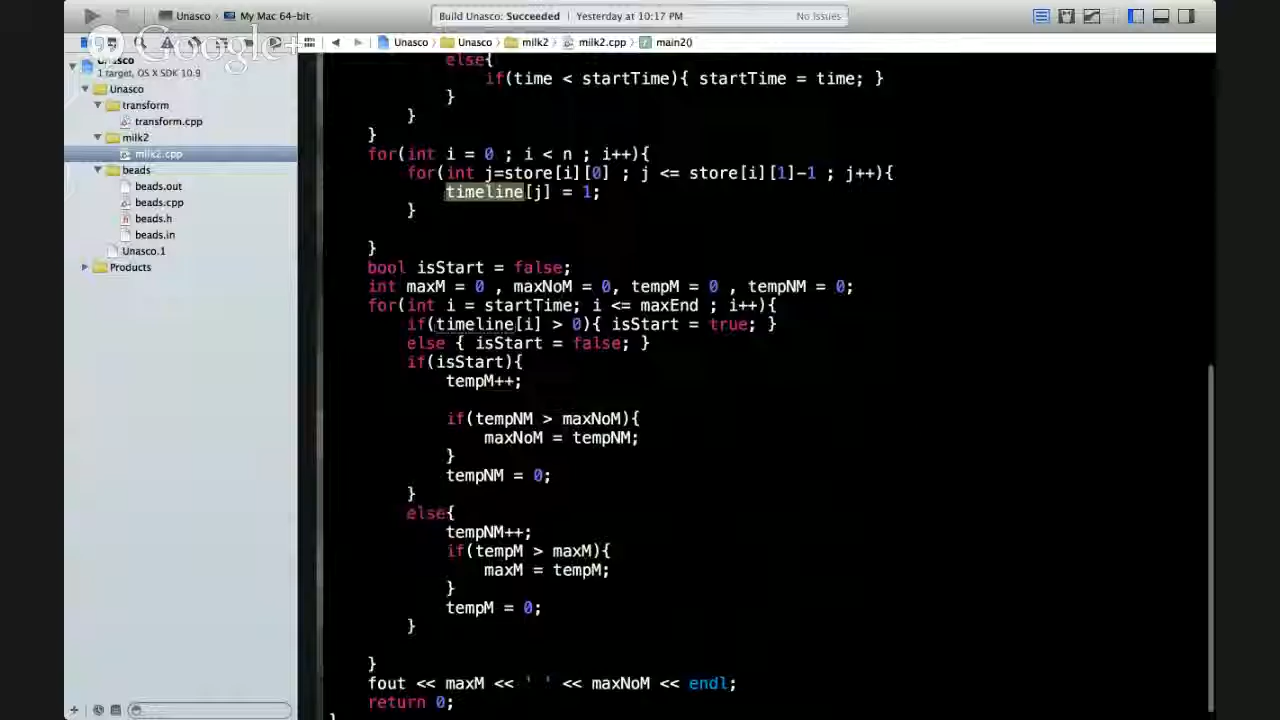 Unasco My Mac 64-bit
Build Unasco: Succeeded Yesterday at 10:17 PM No Issues
Google+
Unasco Unasco milk2 milk2.cpp main2()
Unasco
1 target, OS X SDK 10.9
Unasco
transform
transform.cpp
milk2
milk2.cpp
beads
beads.out
beads.cpp
beads.h
beads.in
Unasco.1
Products
else{
if(time < startTime){ startTime = time; }
}
}
}
for(int i = 0 ; i < n ; i++){
for(int j=store[i][0] ; j <= store[i][1]-1 ; j++){
timeline[j] = 1;
}
}
bool isStart = false;
int maxM = 0 , maxNoM = 0, tempM = 0 , tempNM = 0;
for(int i = startTime; i <= maxEnd ; i++){
if(timeline[i] > 0){ isStart = true; }
else { isStart = false; }
if(isStart){
tempM++;
if(tempNM > maxNoM){
maxNoM = tempNM;
}
tempNM = 0;
}
else{
tempNM++;
if(tempM > maxM){
maxM = tempM;
}
tempM = 0;
}
}
fout << maxM << ' ' << maxNoM << endl;
return 0;
}